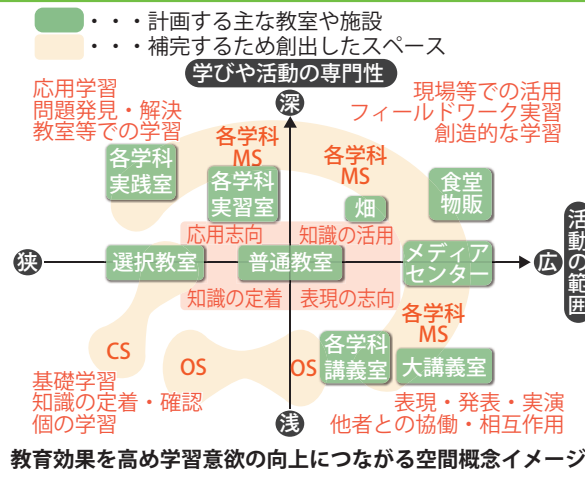 ・・・計画する主な教室や施設
・・・補完するため創出したスペース
学びや活動の専門性
深
応用学習
問題発見・解決
教室等での学習
現場等での活用
フィールドワーク実習
創造的な学習
各学科
MS
各学科
MS
各学科
実践室
各学科
実習室
畑
食堂
物販
応用志向
知識の活用
狭
選択教室
普通教室
メディア
センター
広
活動の範囲
知識の定着
表現の志向
各学科
MS
CS
OS
OS
各学科
講義室
大講義室
基礎学習
知識の定着・確認
個の学習
表現・発表・実演
他者との協働・相互作用
浅
教育効果を高め学習意欲の向上につながる空間概念イメージ